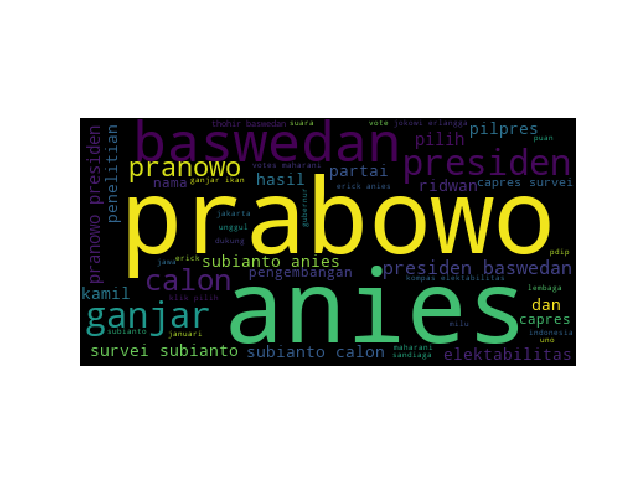 thohir baswedan suara
vote jokowi erlangga
baswedan
pilpres
puan
pilih
penelitian
pranowo presiden
pranowo
votes maharani
partai
presiden
nama ganjar ikan
hasil
erick anies
ridwan capres survei
prabowo
gubernur
jakarta
unggul
dukung
pdip
jawa erick subianto anies
pengembangan
presiden baswedan
kompas elektabilitas
calon
anies
kamil
klik pilih
lembaga
ganjar
dan
capres
milu
subianto januari
indonesia
uno
survei subianto
subianto calon
maharani
sandiaga
elektabilitas